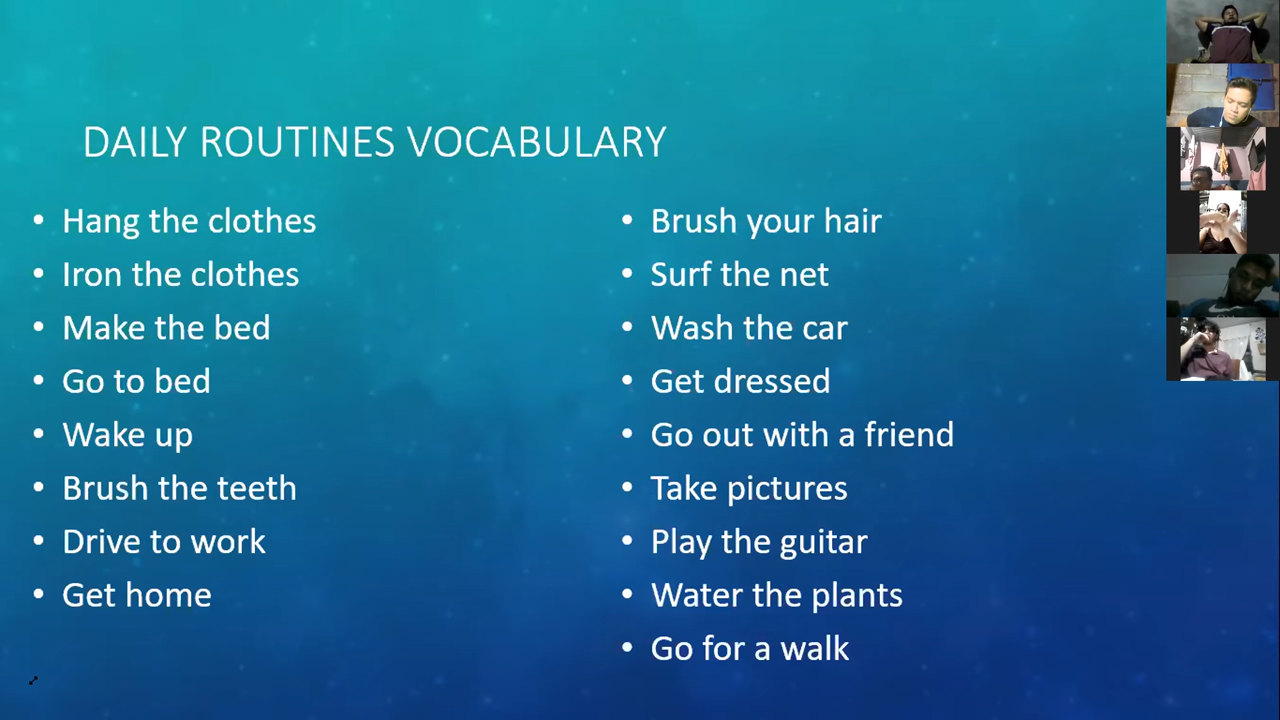 DAILY ROUTINES VOCABULARY
• Hang the clothes
• Iron the clothes
• Make the bed
• Go to bed
• Wake up
• Brush the teeth
• Drive to work
• Get home
• Brush your hair
• Surf the net
• Wash the car
• Get dressed
• Go out with a friend
• Take pictures
• Play the guitar
• Water the plants
• Go for a walk